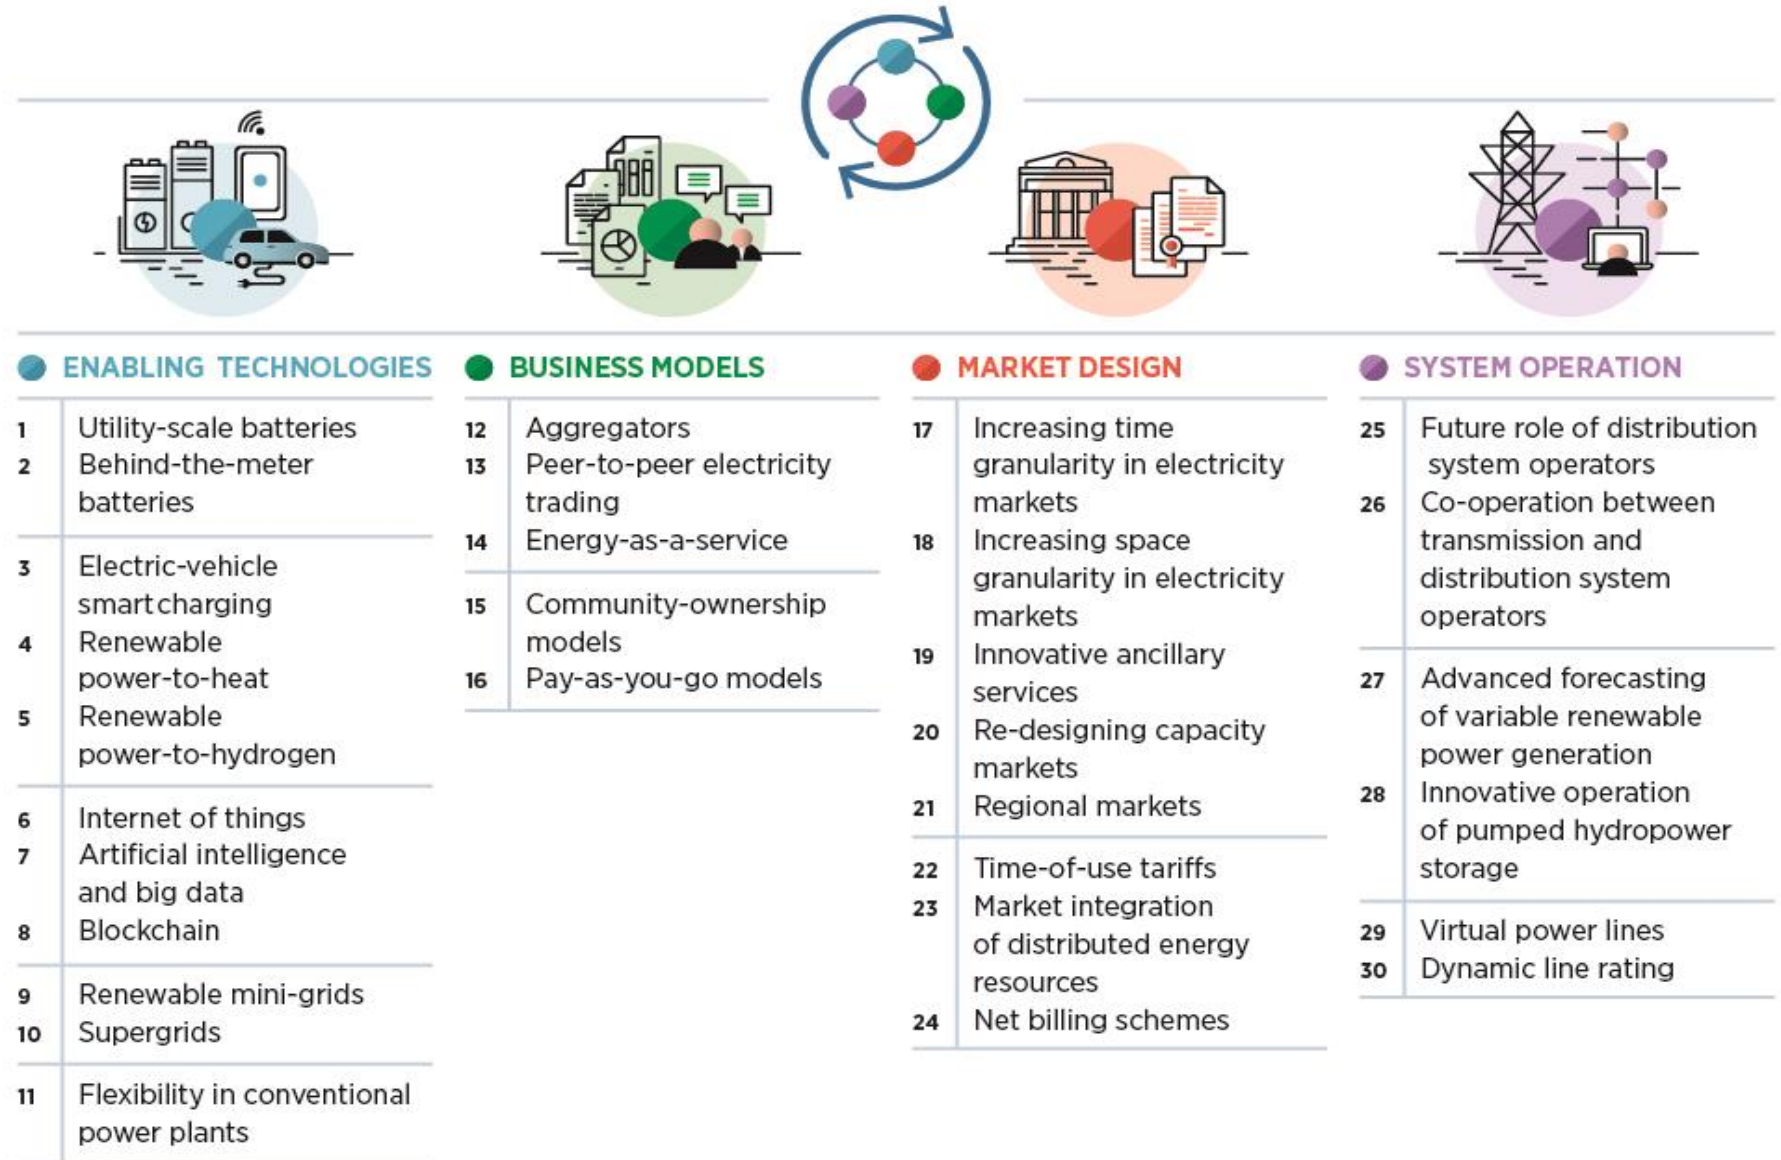 ENABLING TECHNOLOGIES
1 Utility-scale batteries
2 Behind-the-meter
batteries
3 Electric-vehicle
smart charging
4 Renewable
power-to-heat
5 Renewable
power-to-hydrogen
6 Internet of things
7 Artificial intelligence
and big data
8 Blockchain
9 Renewable mini-grids
10 Supergrids
11 Flexibility in conventional
power plants
BUSINESS MODELS
12 Aggregators
13 Peer-to-peer electricity
trading
14 Energy-as-a-service
15 Community-ownership
models
16 Pay-as-you-go models
MARKET DESIGN
17 Increasing time
granularity in electricity
markets
18 Increasing space
granularity in electricity
markets
19 Innovative ancillary
services
20 Re-designing capacity
markets
21 Regional markets
22 Time-of-use tariffs
23 Market integration
of distributed energy
resources
24 Net billing schemes
SYSTEM OPERATION
25 Future role of distribution
system operators
26 Co-operation between
transmission and
distribution system
operators
27 Advanced forecasting
of variable renewable
power generation
28 Innovative operation
of pumped hydropower
storage
29 Virtual power lines
30 Dynamic line rating